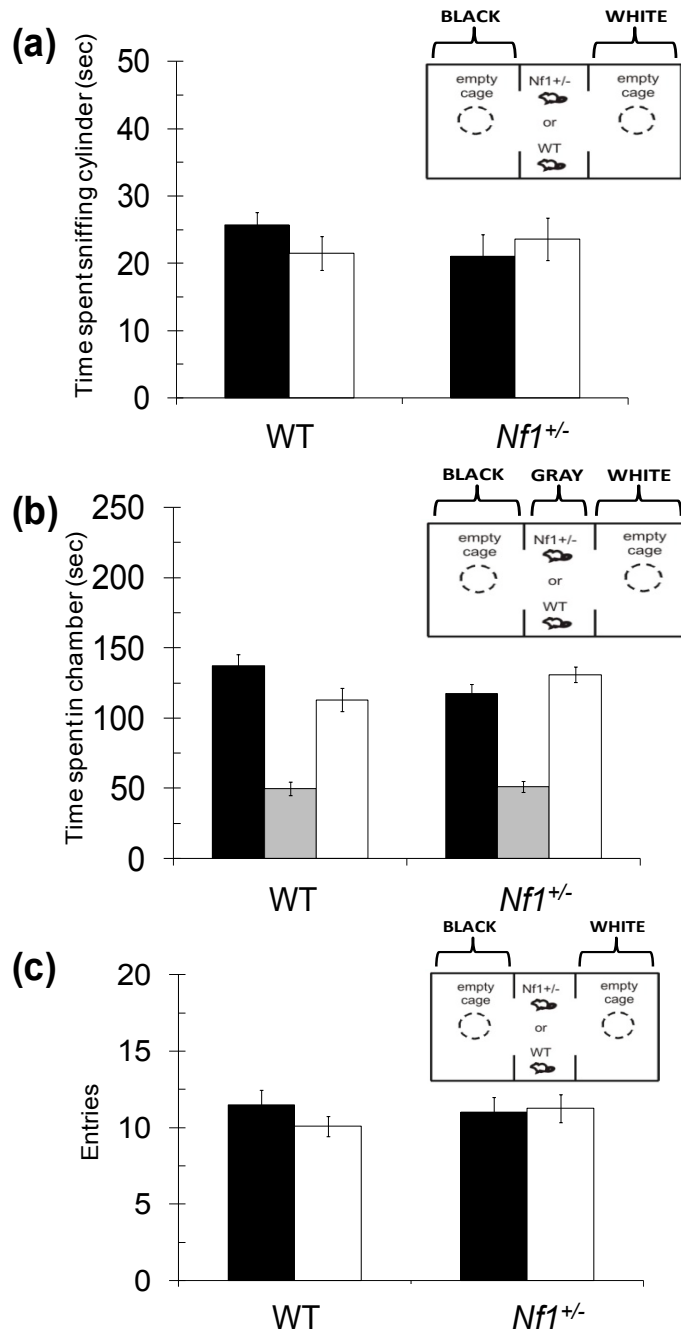 (a)
BLACK
WHITE
Time spent sniffing cylinder (sec)
50
40
30
20
10
0
empty
cage
Nf1+/-
or
WT
empty
cage
WT
Nf1+/-
(b)
BLACK
GRAY
WHITE
Time spent in chamber (sec)
250
200
150
100
50
0
empty
cage
Nf1+/-
or
WT
empty
cage
WT
Nf1+/-
(c)
BLACK
WHITE
Entries
20
15
10
5
0
empty
cage
Nf1+/-
or
WT
empty
cage
WT
Nf1+/-